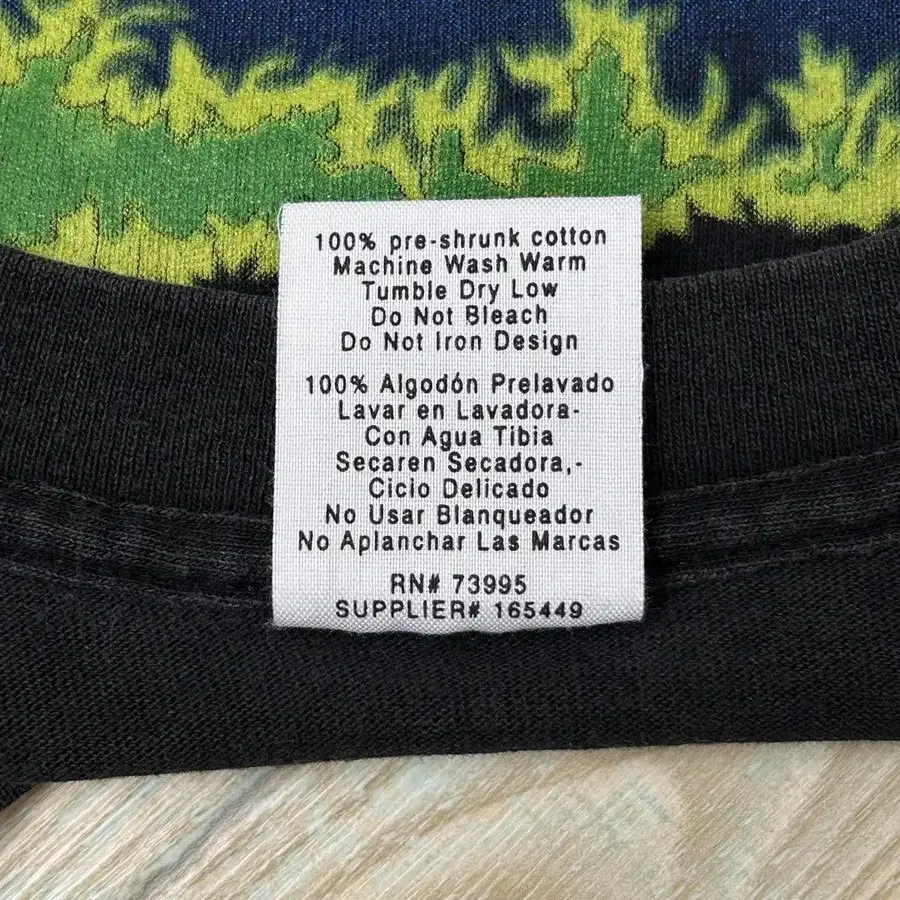 100% pre-shrunk cotton
Machine Wash Warm
Tumble Dry Low
Do Not Bleach
Do Not Iron Design
100% Algodón Prelavado
Lavar en Lavadora-
Con Agua Tibia
Secaren Secadora,-
Ciclo Delicado
No Usar Blanqueador
No Aplanchar Las Marcas
RN# 73995
SUPPLIER# 165449